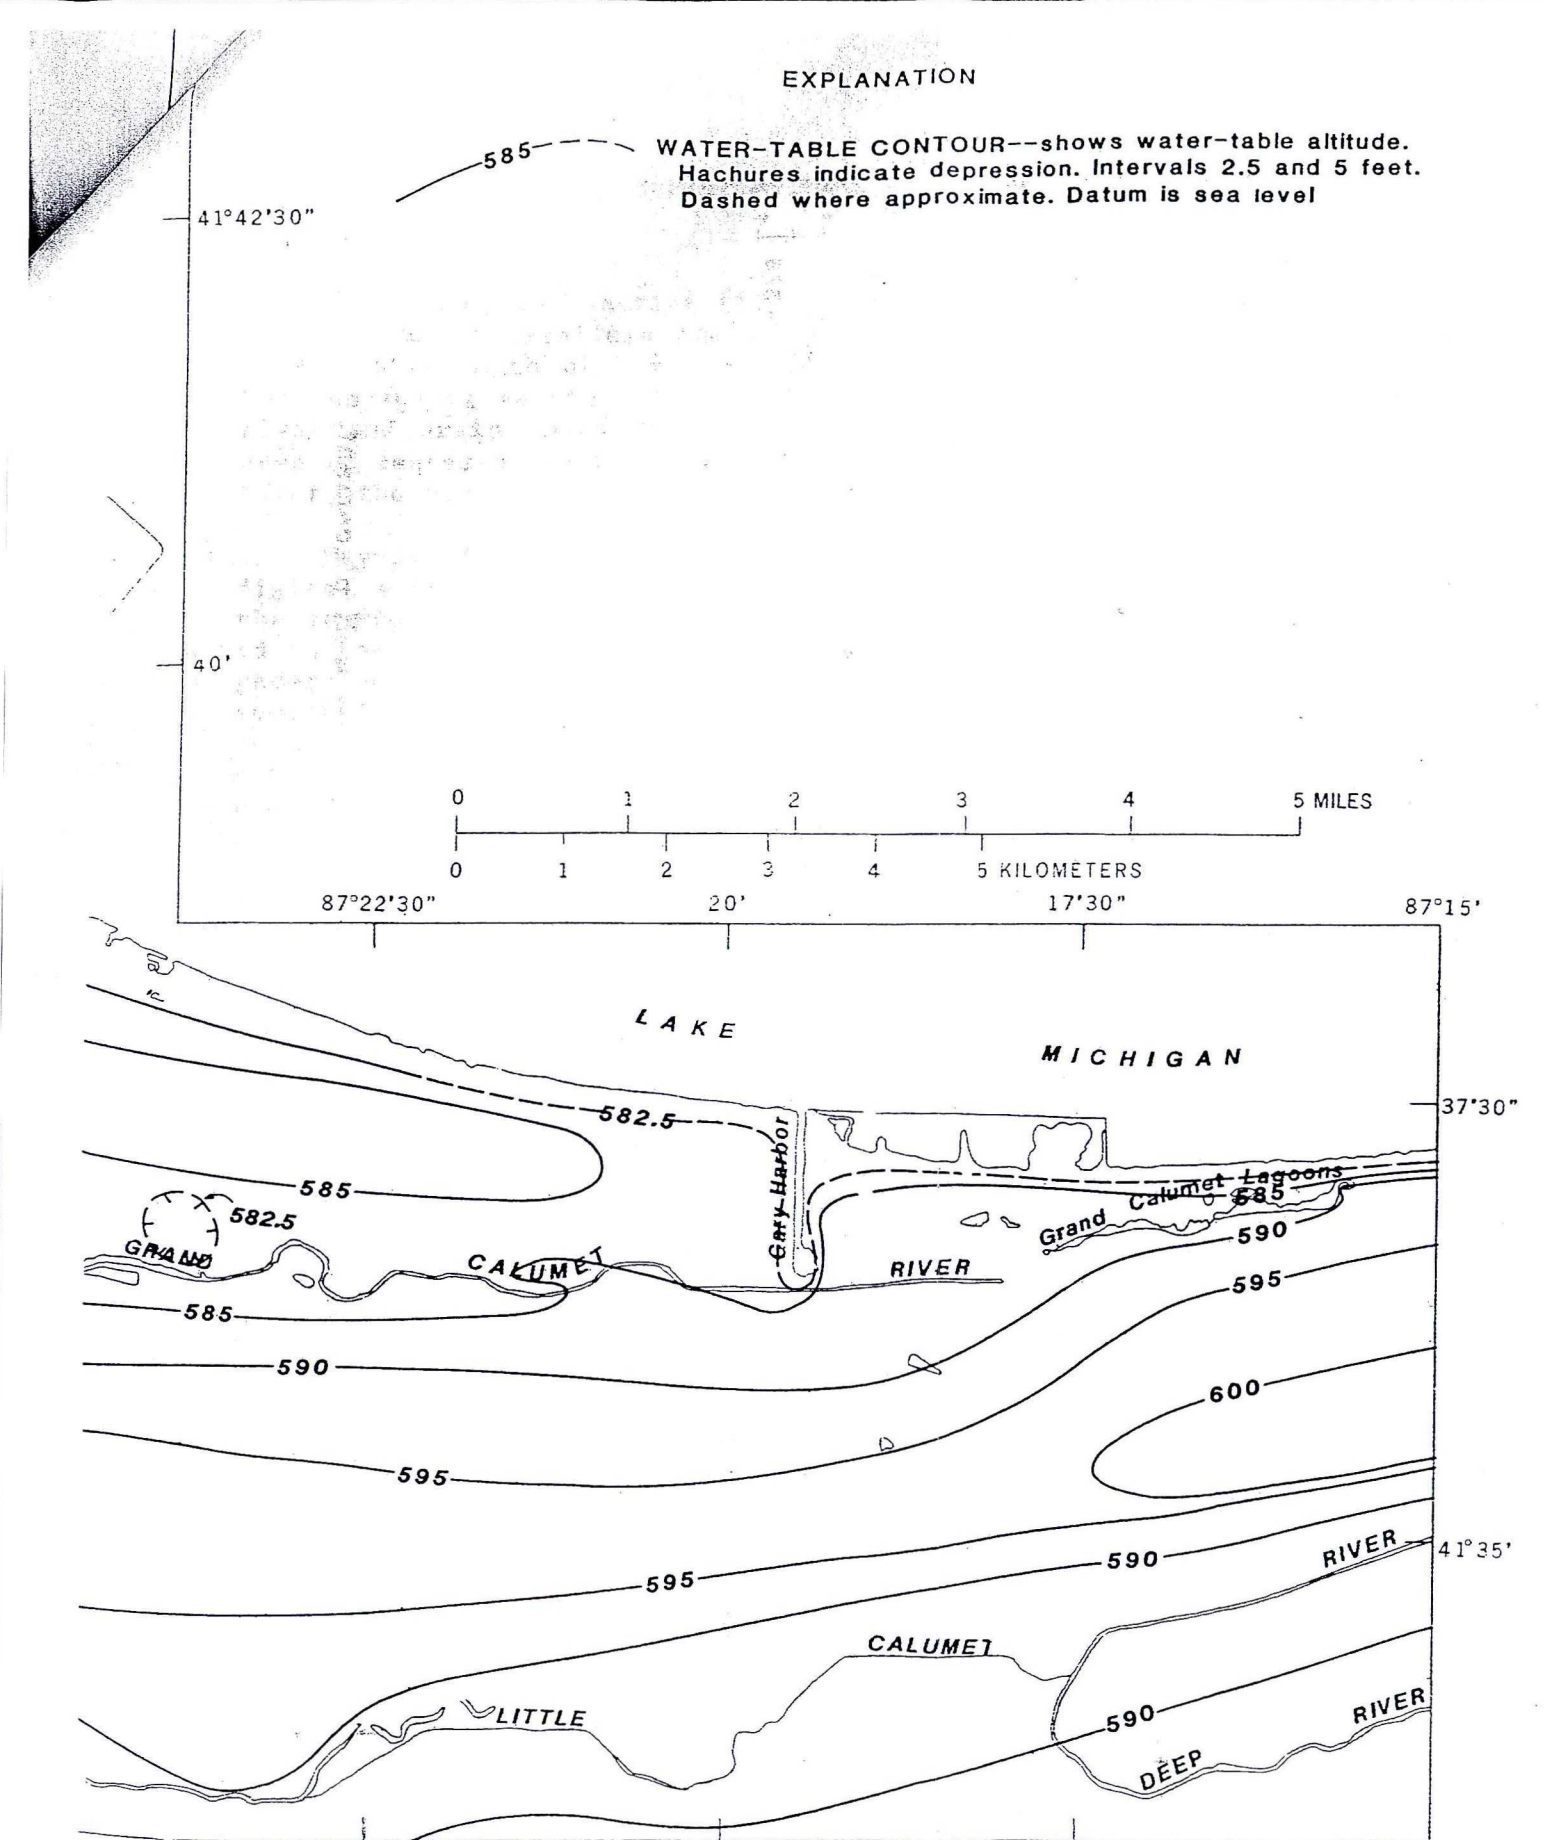 EXPLANATION
585
WATER-TABLE CONTOUR--shows water-table altitude.
Hachures indicate depression. Intervals 2.5 and 5 feet.
Dashed where approximate. Datum is sea level
41°42'30"
40'
0 1 2 3 4 5 MILES
0 1 2 3 4 5 KILOMETERS
87°22'30" 20' 17'30" 87°15'
LAKE
MICHIGAN
37'30"
582.5
Gary Harbor
Grand Calumet Lagoons
585
585
582.5
590
GRAND
CALUMET
RIVER
595
585
590
600
595
RIVER
41°35'
590
595
CALUMET
LITTLE
590
RIVER
DEEP